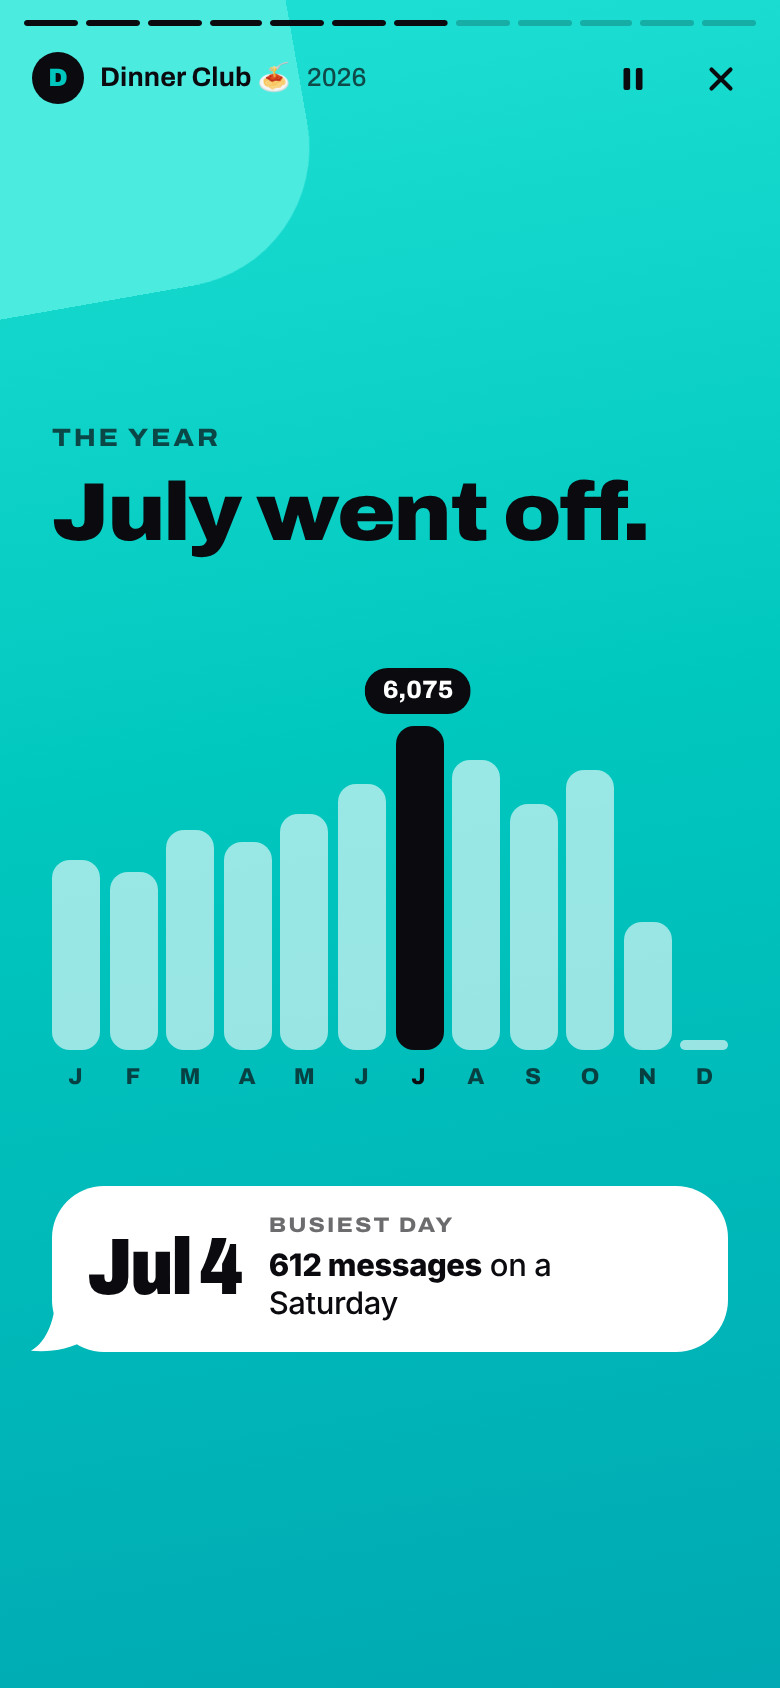 D Dinner Club 🍝 2026
THE YEAR
July went off.
6,075
J F M A M J J A S O N D
Jul 4
BUSIEST DAY
612 messages on a
Saturday